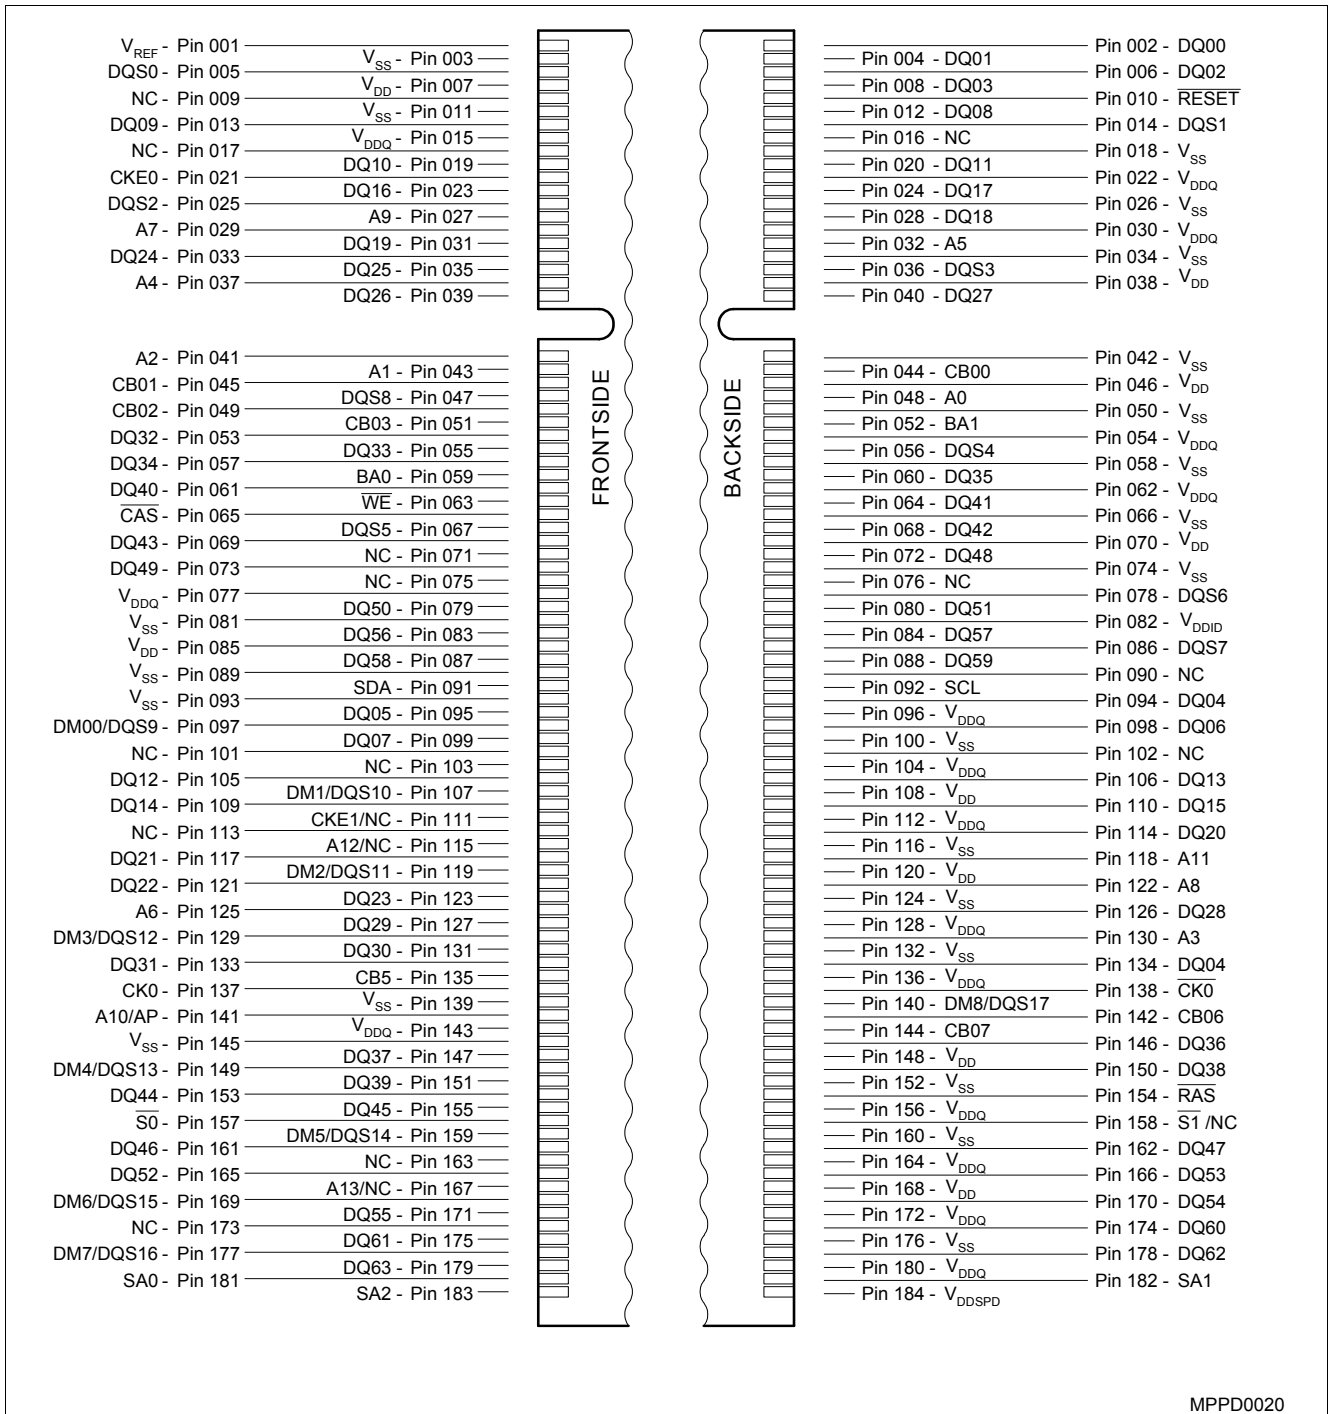 VREF - Pin 001
Pin 002 - DQ00
VSS - Pin 003
Pin 004 - DQ01
DQS0 - Pin 005
Pin 006 - DQ02
VDD - Pin 007
Pin 008 - DQ03
NC - Pin 009
Pin 010 - RESET
VSS - Pin 011
Pin 012 - DQ08
DQ09 - Pin 013
Pin 014 - DQS1
VDDQ - Pin 015
Pin 016 - NC
NC - Pin 017
Pin 018 - VSS
DQ10 - Pin 019
Pin 020 - DQ11
CKE0 - Pin 021
Pin 022 - VDDQ
DQ16 - Pin 023
Pin 024 - DQ17
DQS2 - Pin 025
Pin 026 - VSS
A9 - Pin 027
Pin 028 - DQ18
A7 - Pin 029
Pin 030 - VDDQ
DQ19 - Pin 031
Pin 032 - A5
DQ24 - Pin 033
Pin 034 - VSS
DQ25 - Pin 035
Pin 036 - DQS3
A4 - Pin 037
Pin 038 - VDD
DQ26 - Pin 039
Pin 040 - DQ27
A2 - Pin 041
Pin 042 - VSS
A1 - Pin 043
Pin 044 - CB00
CB01 - Pin 045
Pin 046 - VDD
DQS8 - Pin 047
Pin 048 - A0
CB02 - Pin 049
Pin 050 - VSS
CB03 - Pin 051
Pin 052 - BA1
DQ32 - Pin 053
Pin 054 - VDDQ
DQ33 - Pin 055
Pin 056 - DQS4
DQ34 - Pin 057
Pin 058 - VSS
BA0 - Pin 059
Pin 060 - DQ35
DQ40 - Pin 061
Pin 062 - VDDQ
WE - Pin 063
Pin 064 - DQ41
CAS - Pin 065
Pin 066 - VSS
DQS5 - Pin 067
Pin 068 - DQ42
DQ43 - Pin 069
Pin 070 - VDD
NC - Pin 071
Pin 072 - DQ48
DQ49 - Pin 073
Pin 074 - VSS
NC - Pin 075
Pin 076 - NC
VDDQ - Pin 077
Pin 078 - DQS6
DQ50 - Pin 079
Pin 080 - DQ51
VSS - Pin 081
Pin 082 - VDDID
DQ56 - Pin 083
Pin 084 - DQ57
VDD - Pin 085
Pin 086 - DQS7
DQ58 - Pin 087
Pin 088 - DQ59
VSS - Pin 089
Pin 090 - NC
SDA - Pin 091
Pin 092 - SCL
VSS - Pin 093
Pin 094 - DQ04
DQ05 - Pin 095
Pin 096 - VDDQ
DM00/DQS9 - Pin 097
Pin 098 - DQ06
DQ07 - Pin 099
Pin 100 - VSS
NC - Pin 101
Pin 102 - NC
NC - Pin 103
Pin 104 - VDDQ
DQ12 - Pin 105
Pin 106 - DQ13
DM1/DQS10 - Pin 107
Pin 108 - VDD
DQ14 - Pin 109
Pin 110 - DQ15
CKE1/NC - Pin 111
Pin 112 - VDDQ
NC - Pin 113
Pin 114 - DQ20
A12/NC - Pin 115
Pin 116 - VSS
DQ21 - Pin 117
Pin 118 - A11
DM2/DQS11 - Pin 119
Pin 120 - VDD
DQ22 - Pin 121
Pin 122 - A8
DQ23 - Pin 123
Pin 124 - VSS
A6 - Pin 125
Pin 126 - DQ28
DQ29 - Pin 127
Pin 128 - VDDQ
DM3/DQS12 - Pin 129
Pin 130 - A3
DQ30 - Pin 131
Pin 132 - VSS
DQ31 - Pin 133
Pin 134 - DQ04
CB5 - Pin 135
Pin 136 - VDDQ
CK0 - Pin 137
Pin 138 - CK0
VSS - Pin 139
Pin 140 - DM8/DQS17
A10/AP - Pin 141
Pin 142 - CB06
VDDQ - Pin 143
Pin 144 - CB07
VSS - Pin 145
Pin 146 - DQ36
DQ37 - Pin 147
Pin 148 - VDD
DM4/DQS13 - Pin 149
Pin 150 - DQ38
DQ39 - Pin 151
Pin 152 - VSS
DQ44 - Pin 153
Pin 154 - RAS
DQ45 - Pin 155
Pin 156 - VDDQ
S0 - Pin 157
Pin 158 - S1 /NC
DM5/DQS14 - Pin 159
Pin 160 - VSS
DQ46 - Pin 161
Pin 162 - DQ47
NC - Pin 163
Pin 164 - VDDQ
DQ52 - Pin 165
Pin 166 - DQ53
A13/NC - Pin 167
Pin 168 - VDD
DM6/DQS15 - Pin 169
Pin 170 - DQ54
DQ55 - Pin 171
Pin 172 - VDDQ
NC - Pin 173
Pin 174 - DQ60
DQ61 - Pin 175
Pin 176 - VSS
DM7/DQS16 - Pin 177
Pin 178 - DQ62
DQ63 - Pin 179
Pin 180 - VDDQ
SA0 - Pin 181
Pin 182 - SA1
SA2 - Pin 183
Pin 184 - VDDSPD
FRONTSIDE
BACKSIDE
MPPD0020